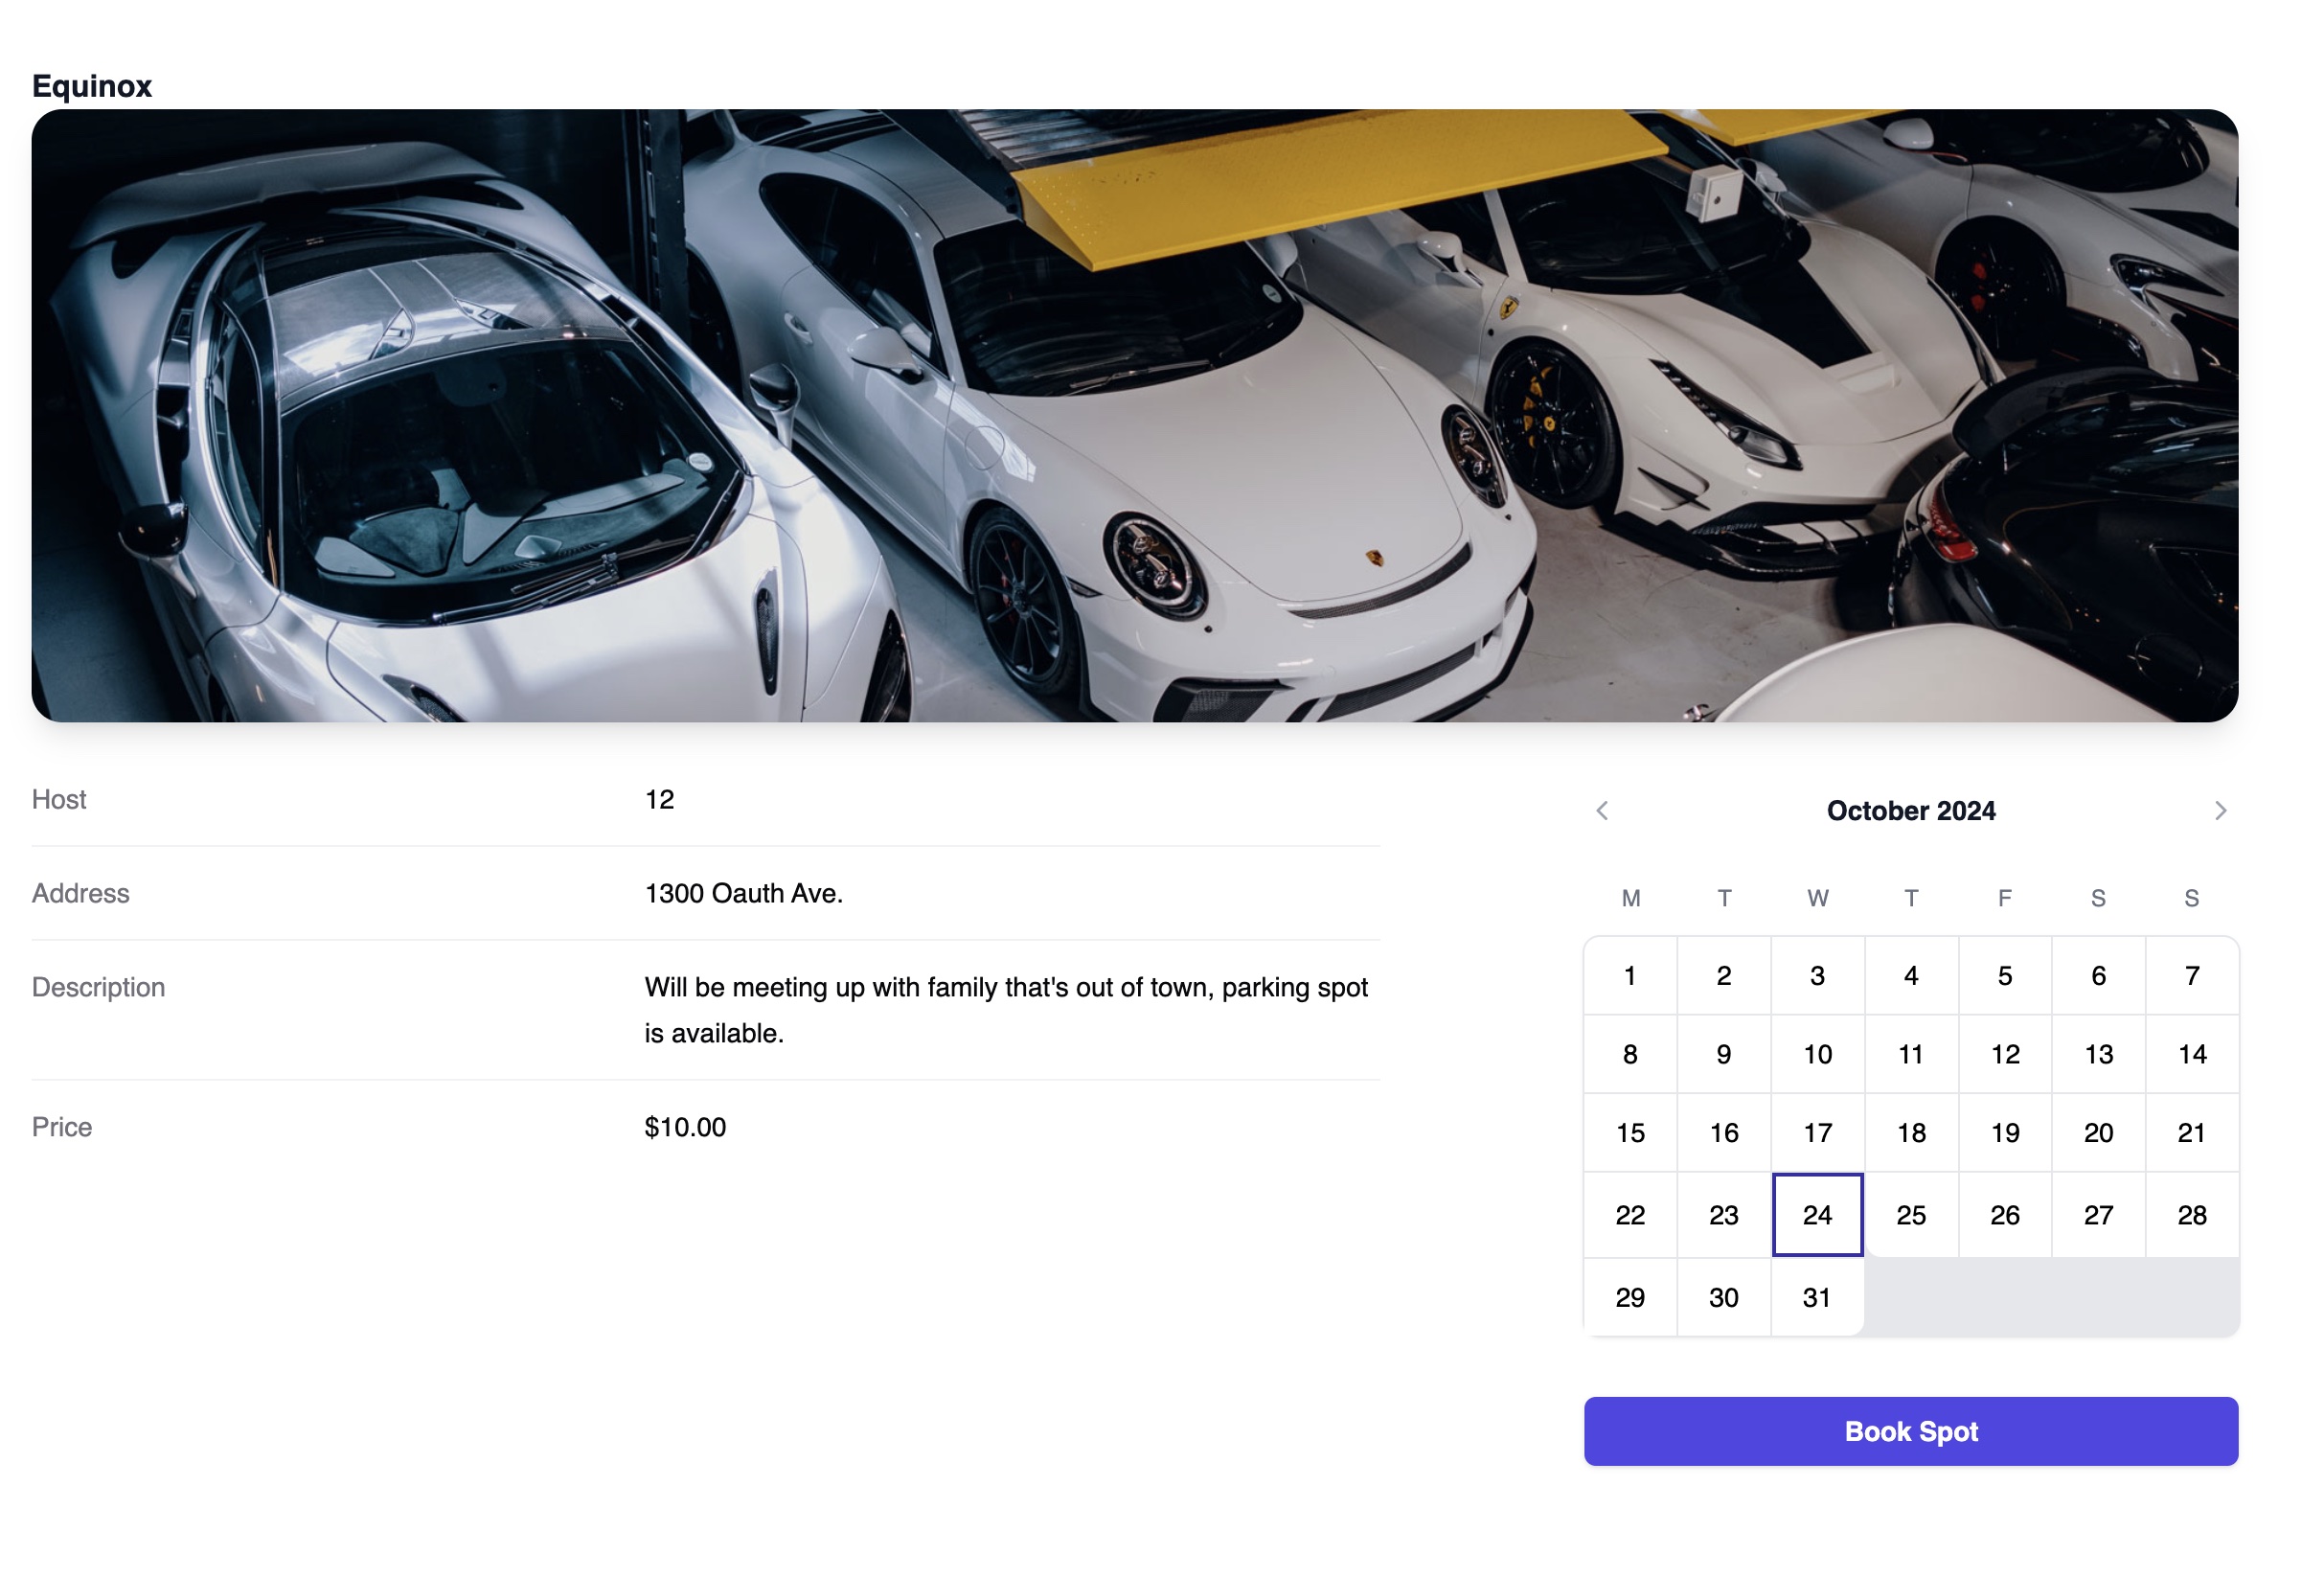 Equinox
Host 12
Address 1300 Oauth Ave.
Description Will be meeting up with family that's out of town, parking spot
is available.
Price $10.00
October 2024
M T W T F S S
1 2 3 4 5 6 7
8 9 10 11 12 13 14
15 16 17 18 19 20 21
22 23 24 25 26 27 28
29 30 31
Book Spot